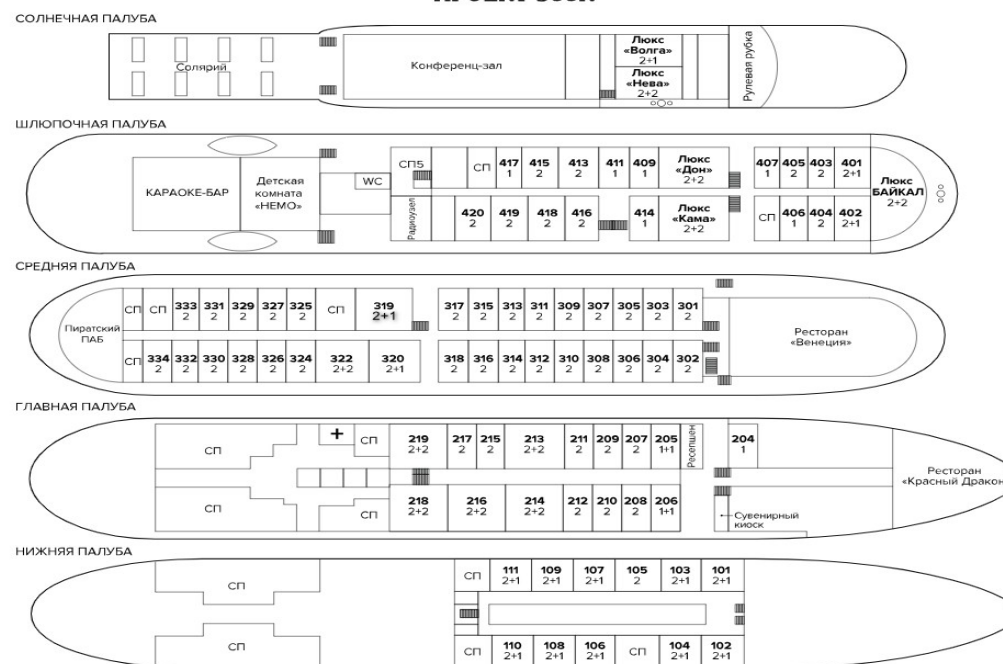 СОЛНЕЧНАЯ ПАЛУБА
Солярий
Конференц-зал
Люкс
«Волга»
2+1
Люкс
«Нева»
2+2
Рулевая рубка
ШЛЮПОЧНАЯ ПАЛУБА
КАРАОКЕ-БАР
Детская
комната
«НЕМО»
WC
СП5
Радиоузел
СП 417 415 413 411 409 Люкс «Дон» 407 405 403 401
1 2 2 1 1 2+2 1 2 2 2+1
420 419 418 416 414 Люкс «Кама» СП 406 404 402
2 2 2 2 1 2+2 1 2 2+1
Люкс
БАЙКАЛ
2+2
СРЕДНЯЯ ПАЛУБА
Пиратский
ПАБ
СП СП 333 331 329 327 325 СП 319 317 315 313 311 309 307 305 303 301
2 2 2 2 2 2+1 2 2 2 2 2 2 2 2 2
СП 334 332 330 328 326 324 322 320 318 316 314 312 310 308 306 304 302
2 2 2 2 2 2 2+2 2+1 2 2 2 2 2 2 2 2 2
Ресторан
«Венеция»
ГЛАВНАЯ ПАЛУБА
СП
СП 219 217 215 213 211 209 207 205 Ресепшен 204
2+2 2 2 2+2 2 2 2 1+1 1
СП
СП 218 216 214 212 210 208 206
2+2 2+2 2+2 2 2 2 1+1
Сувенирный
киоск
Ресторан
«Красный Дракон
НИЖНЯЯ ПАЛУБА
СП
СП 111 109 107 105 103 101
2+1 2+1 2+1 2 2+1 2+1
СП
СП 110 108 106 СП 104 102
2+1 2+1 2+1 2+1 2+1